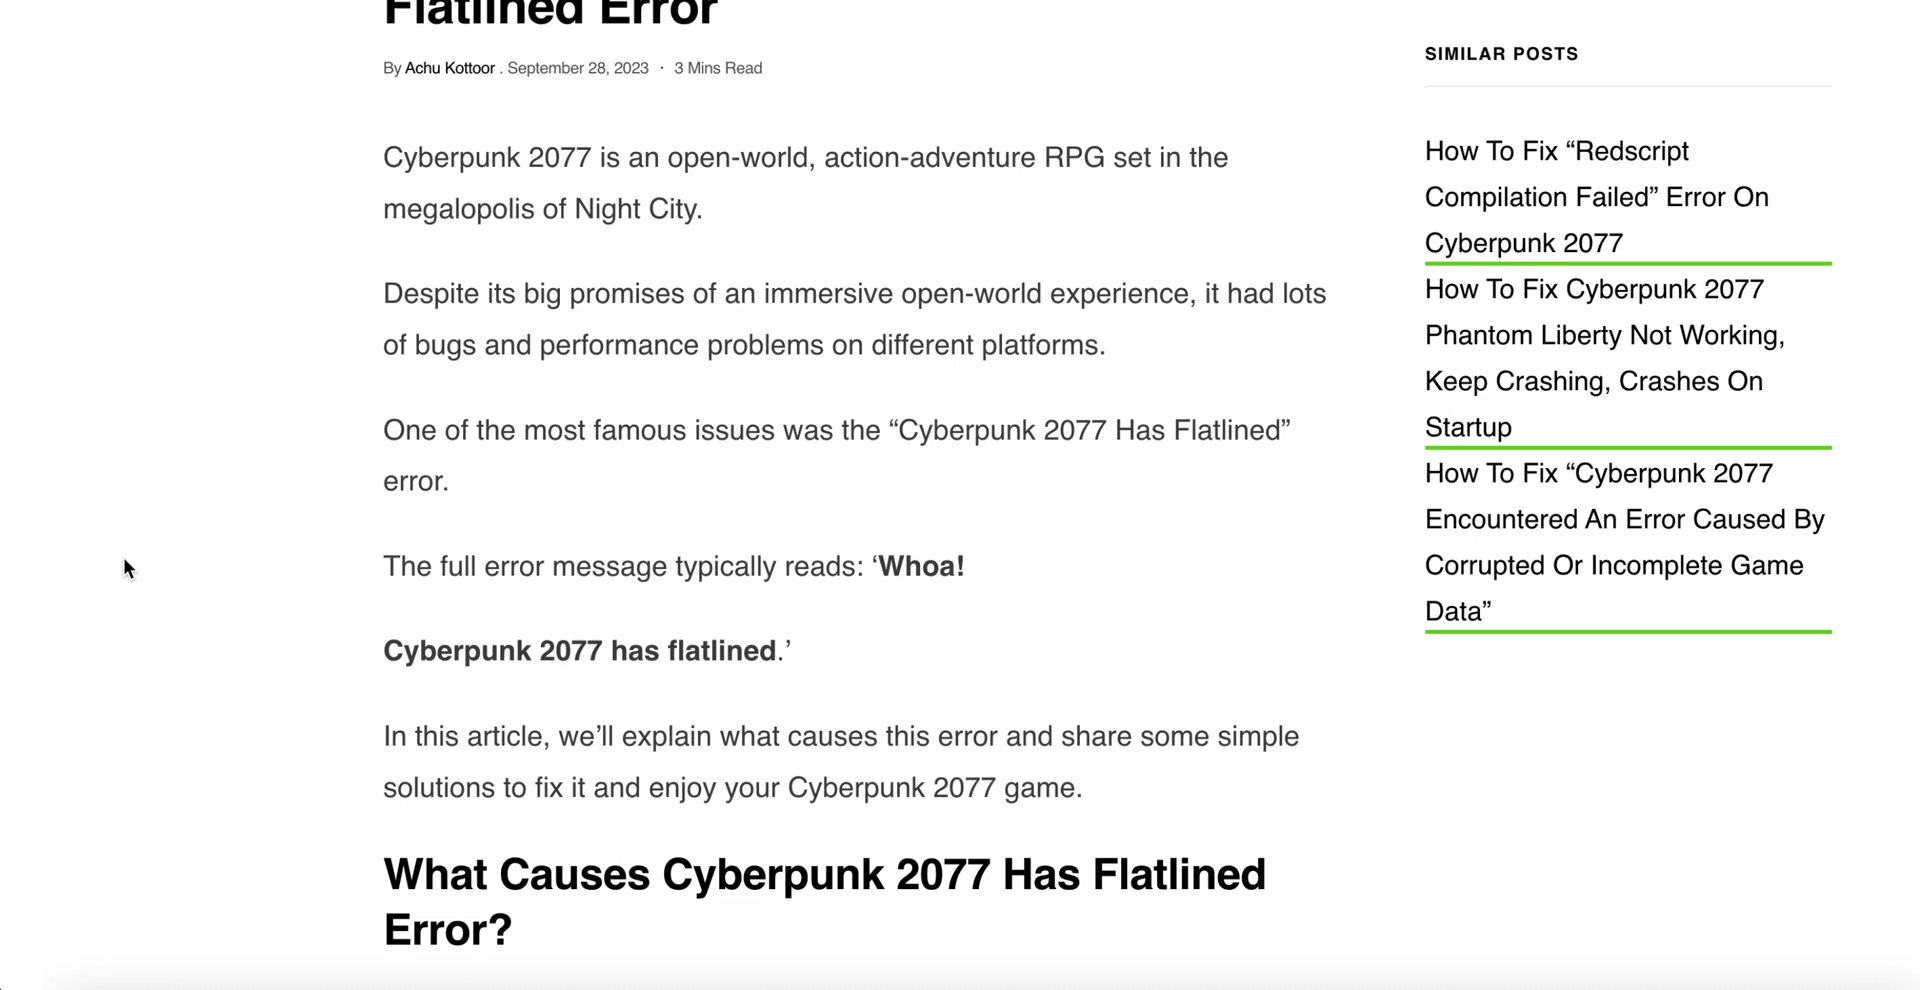 Flatlined Error
By Achu Kottoor . September 28, 2023 · 3 Mins Read
Cyberpunk 2077 is an open-world, action-adventure RPG set in the
megalopolis of Night City.
Despite its big promises of an immersive open-world experience, it had lots
of bugs and performance problems on different platforms.
One of the most famous issues was the “Cyberpunk 2077 Has Flatlined”
error.
The full error message typically reads: ‘Whoa!
Cyberpunk 2077 has flatlined.’
In this article, we’ll explain what causes this error and share some simple
solutions to fix it and enjoy your Cyberpunk 2077 game.
What Causes Cyberpunk 2077 Has Flatlined
Error?
SIMILAR POSTS
How To Fix “Redscript
Compilation Failed” Error On
Cyberpunk 2077
How To Fix Cyberpunk 2077
Phantom Liberty Not Working,
Keep Crashing, Crashes On
Startup
How To Fix “Cyberpunk 2077
Encountered An Error Caused By
Corrupted Or Incomplete Game
Data”